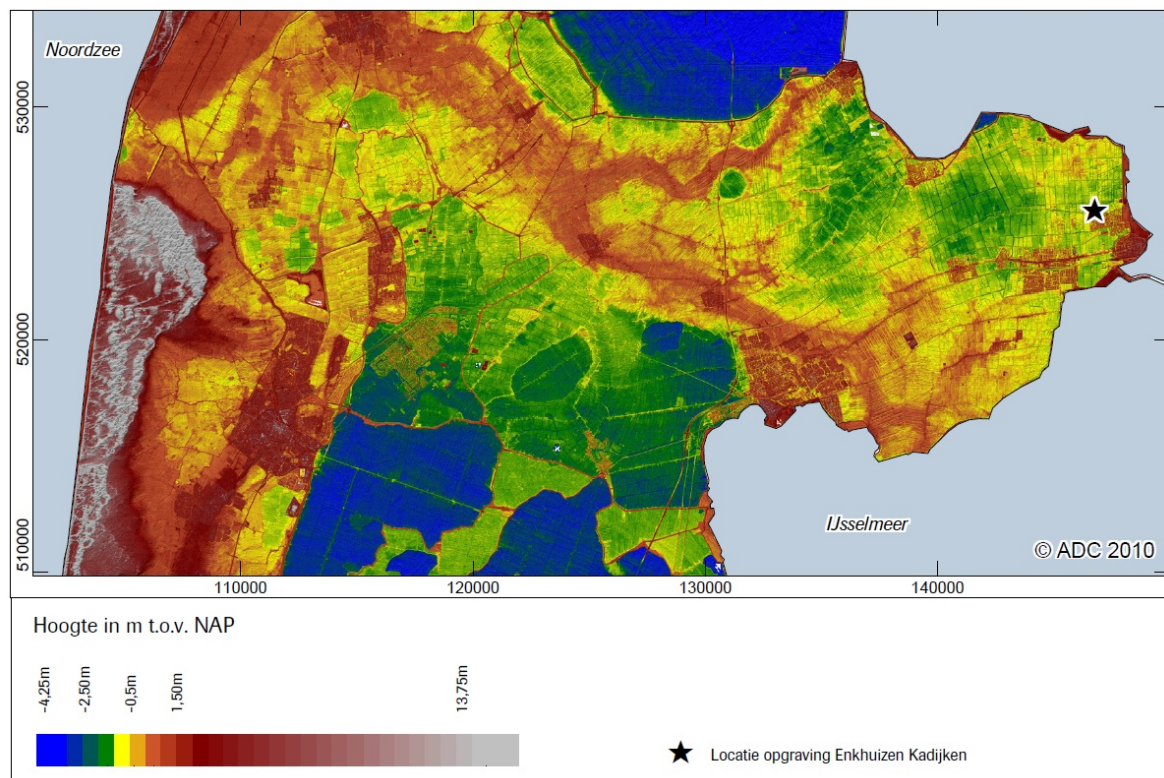 Noordzee
530000
520000
510000
IJsselmeer
© ADC 2010
110000 120000 130000 140000
Hoogte in m t.o.v. NAP
-4,25m -2,50m -0,5m 1,50m 13,75m
Locatie opgraving Enkhuizen Kadijken